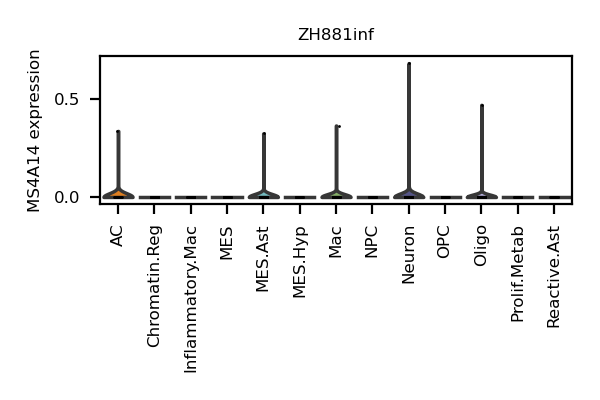 ZH881inf
MS4A14 expression
0.5
0.0
AC
Chromatin.Reg
Inflammatory.Mac
MES
MES.Ast
MES.Hyp
Mac
NPC
Neuron
OPC
Oligo
Prolif.Metab
Reactive.Ast